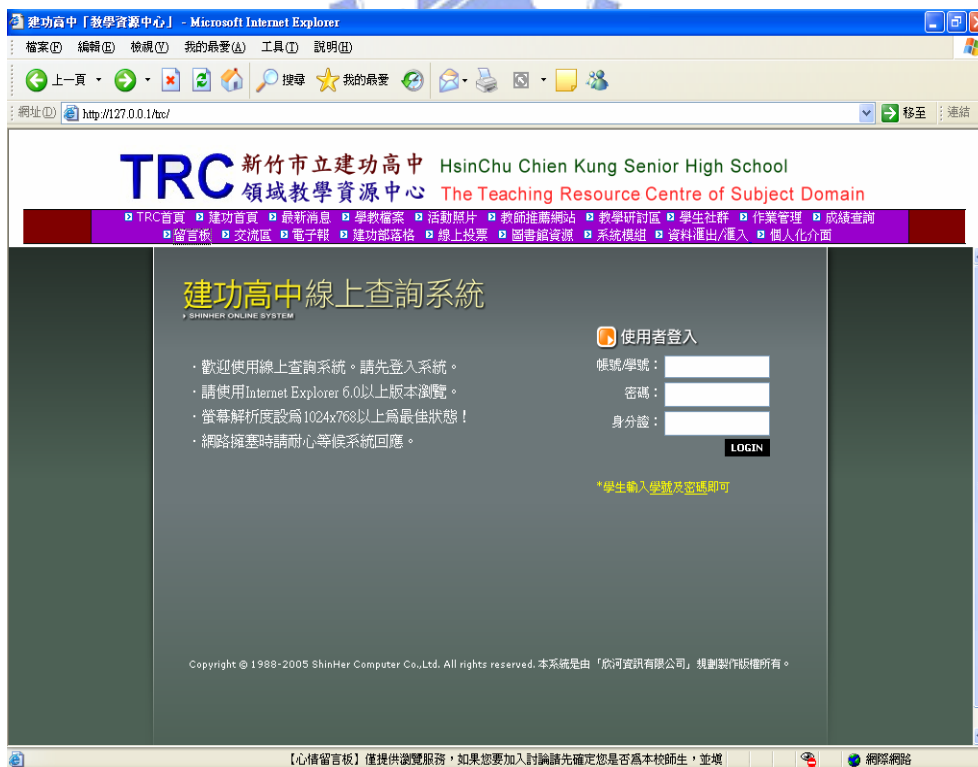 建功高中「教學資源中心」 - Microsoft Internet Explorer
檔案(F) 編輯(E) 檢視(V) 我的最愛(A) 工具(T) 說明(H)
上一頁 搜尋 我的最愛
網址(D) http://127.0.0.1/trc/ 移至 連結
TRC 新竹市立建功高中 HsinChu Chien Kung Senior High School
領域教學資源中心 The Teaching Resource Centre of Subject Domain
TRC首頁 建功首頁 最新消息 學教檔案 活動照片 教師推薦網站 教學研討區 學生社群 作業管理 成績查詢
留言板 交流區 電子報 建功部落格 線上投票 圖書館資源 系統模組 資料滙出/滙入 個人化介面
建功高中線上查詢系統
SHINHER ONLINE SYSTEM
使用者登入
‧歡迎使用線上查詢系統。請先登入系統。
‧請使用Internet Explorer 6.0以上版本瀏覽。
‧螢幕解析度設為1024x768以上為最佳狀態！
‧網路擁塞時請耐心等候系統回應。
帳號/學號：
密碼：
身分證：
LOGIN
*學生輸入學號及密碼即可
Copyright © 1988-2005 ShinHer Computer Co.,Ltd. All rights reserved. 本系統是由「欣河資訊有限公司」規劃製作版權所有。
【心情留言板】僅提供瀏覽服務，如果您要加入討論請先確定您是否為本校師生，並填 網際網路